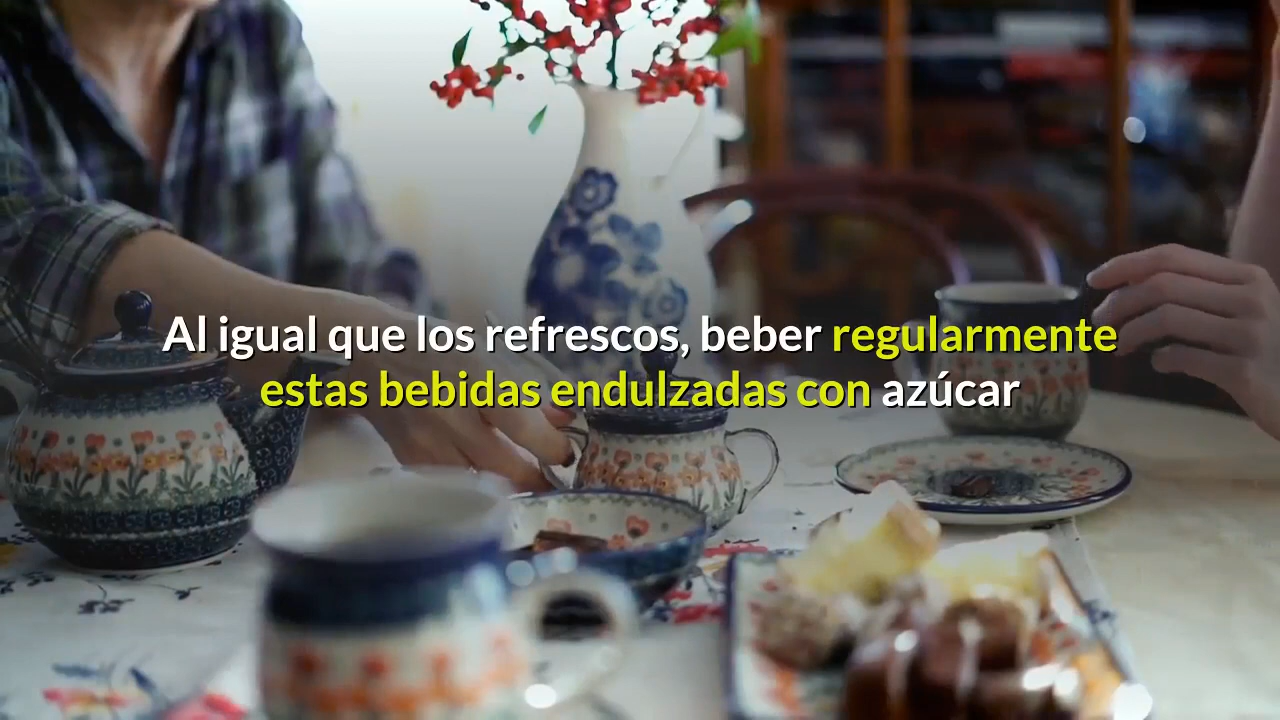 Al igual que los refrescos, beber regularmente
estas bebidas endulzadas con azúcar